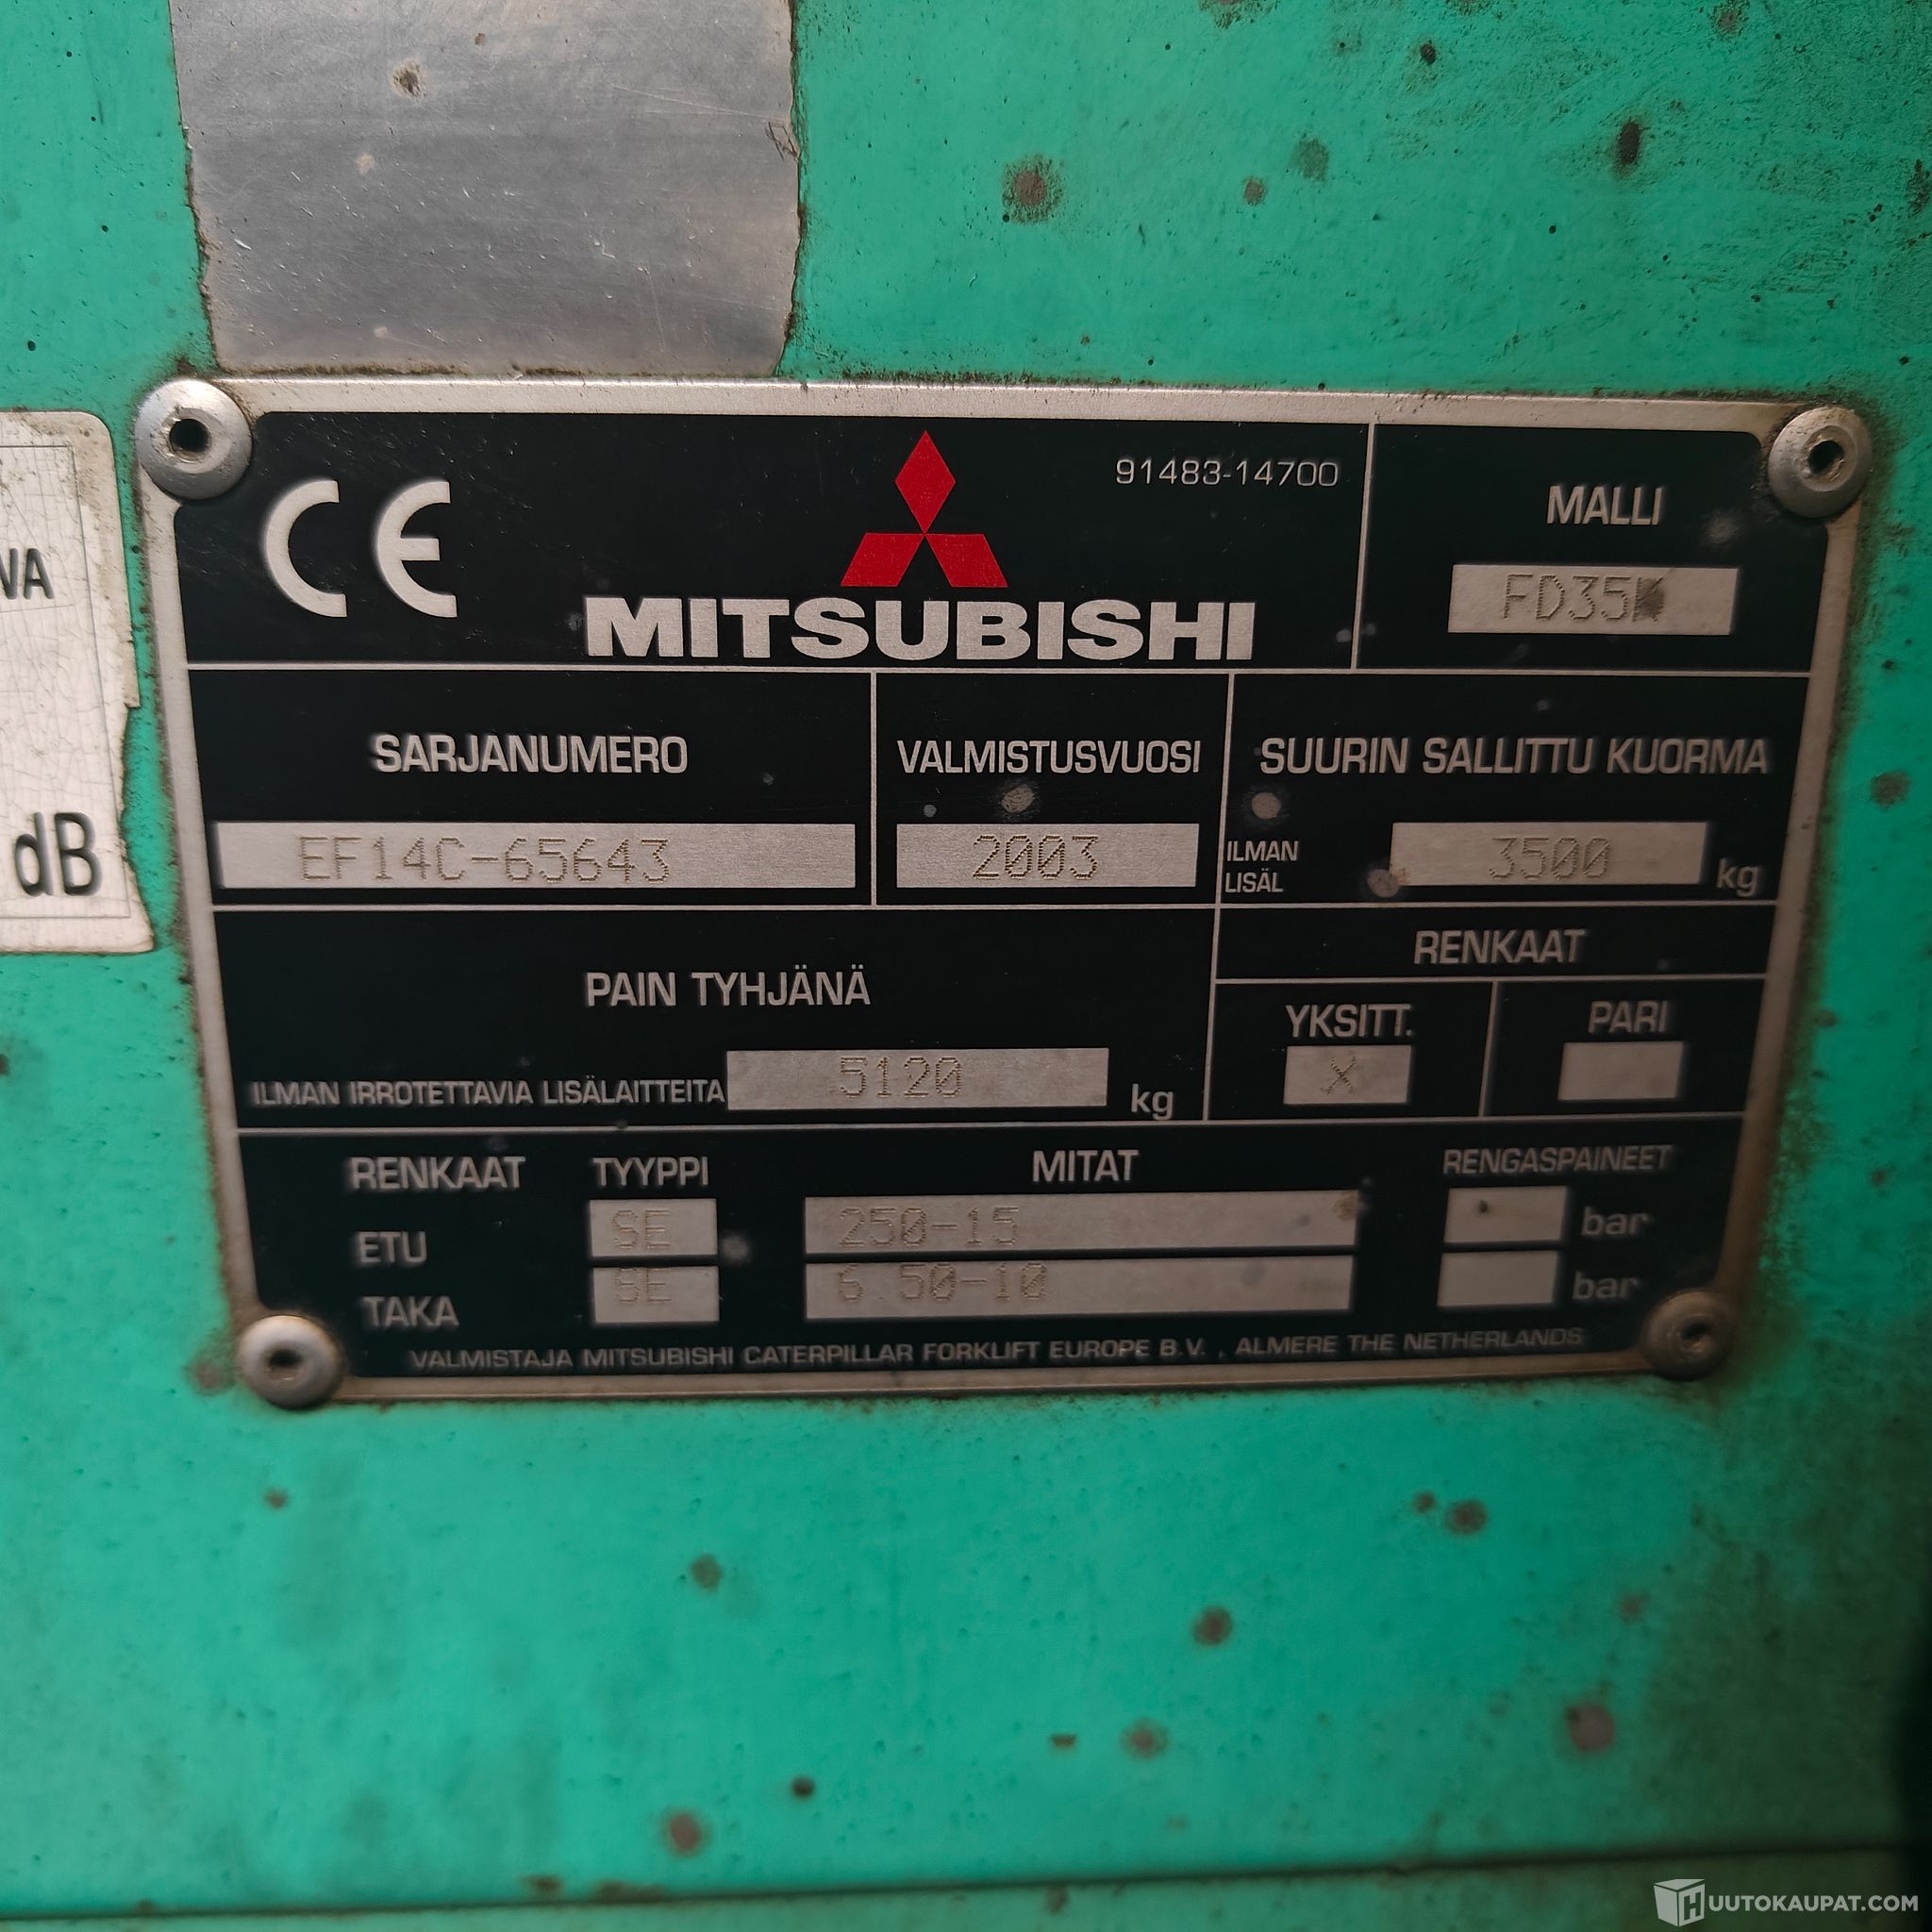 91483-14700
MALLI
CE
MITSUBISHI
FD35
VA
dB
SARJANUMERO
EF14C-65643
VALMISTUSVUOSI
2003
SUURIN SALLITTU KUORMA
ILMAN
LISÄL
3500 kg
PAIN TYHJÄNÄ
ILMAN IRROTETTAVIA LISÄLAITTEITA 5120 kg
RENKAAT
YKSITT. PARI
X
RENKAAT TYYPPI MITAT RENGASPAINEET
ETU SE 250-15 bar
TAKA SE 6.50-10 bar
VALMISTAJA MITSUBISHI CATERPILLAR FORKLIFT EUROPE B.V. , ALMERE THE NETHERLANDS
HUUTOKAUPAT.COM